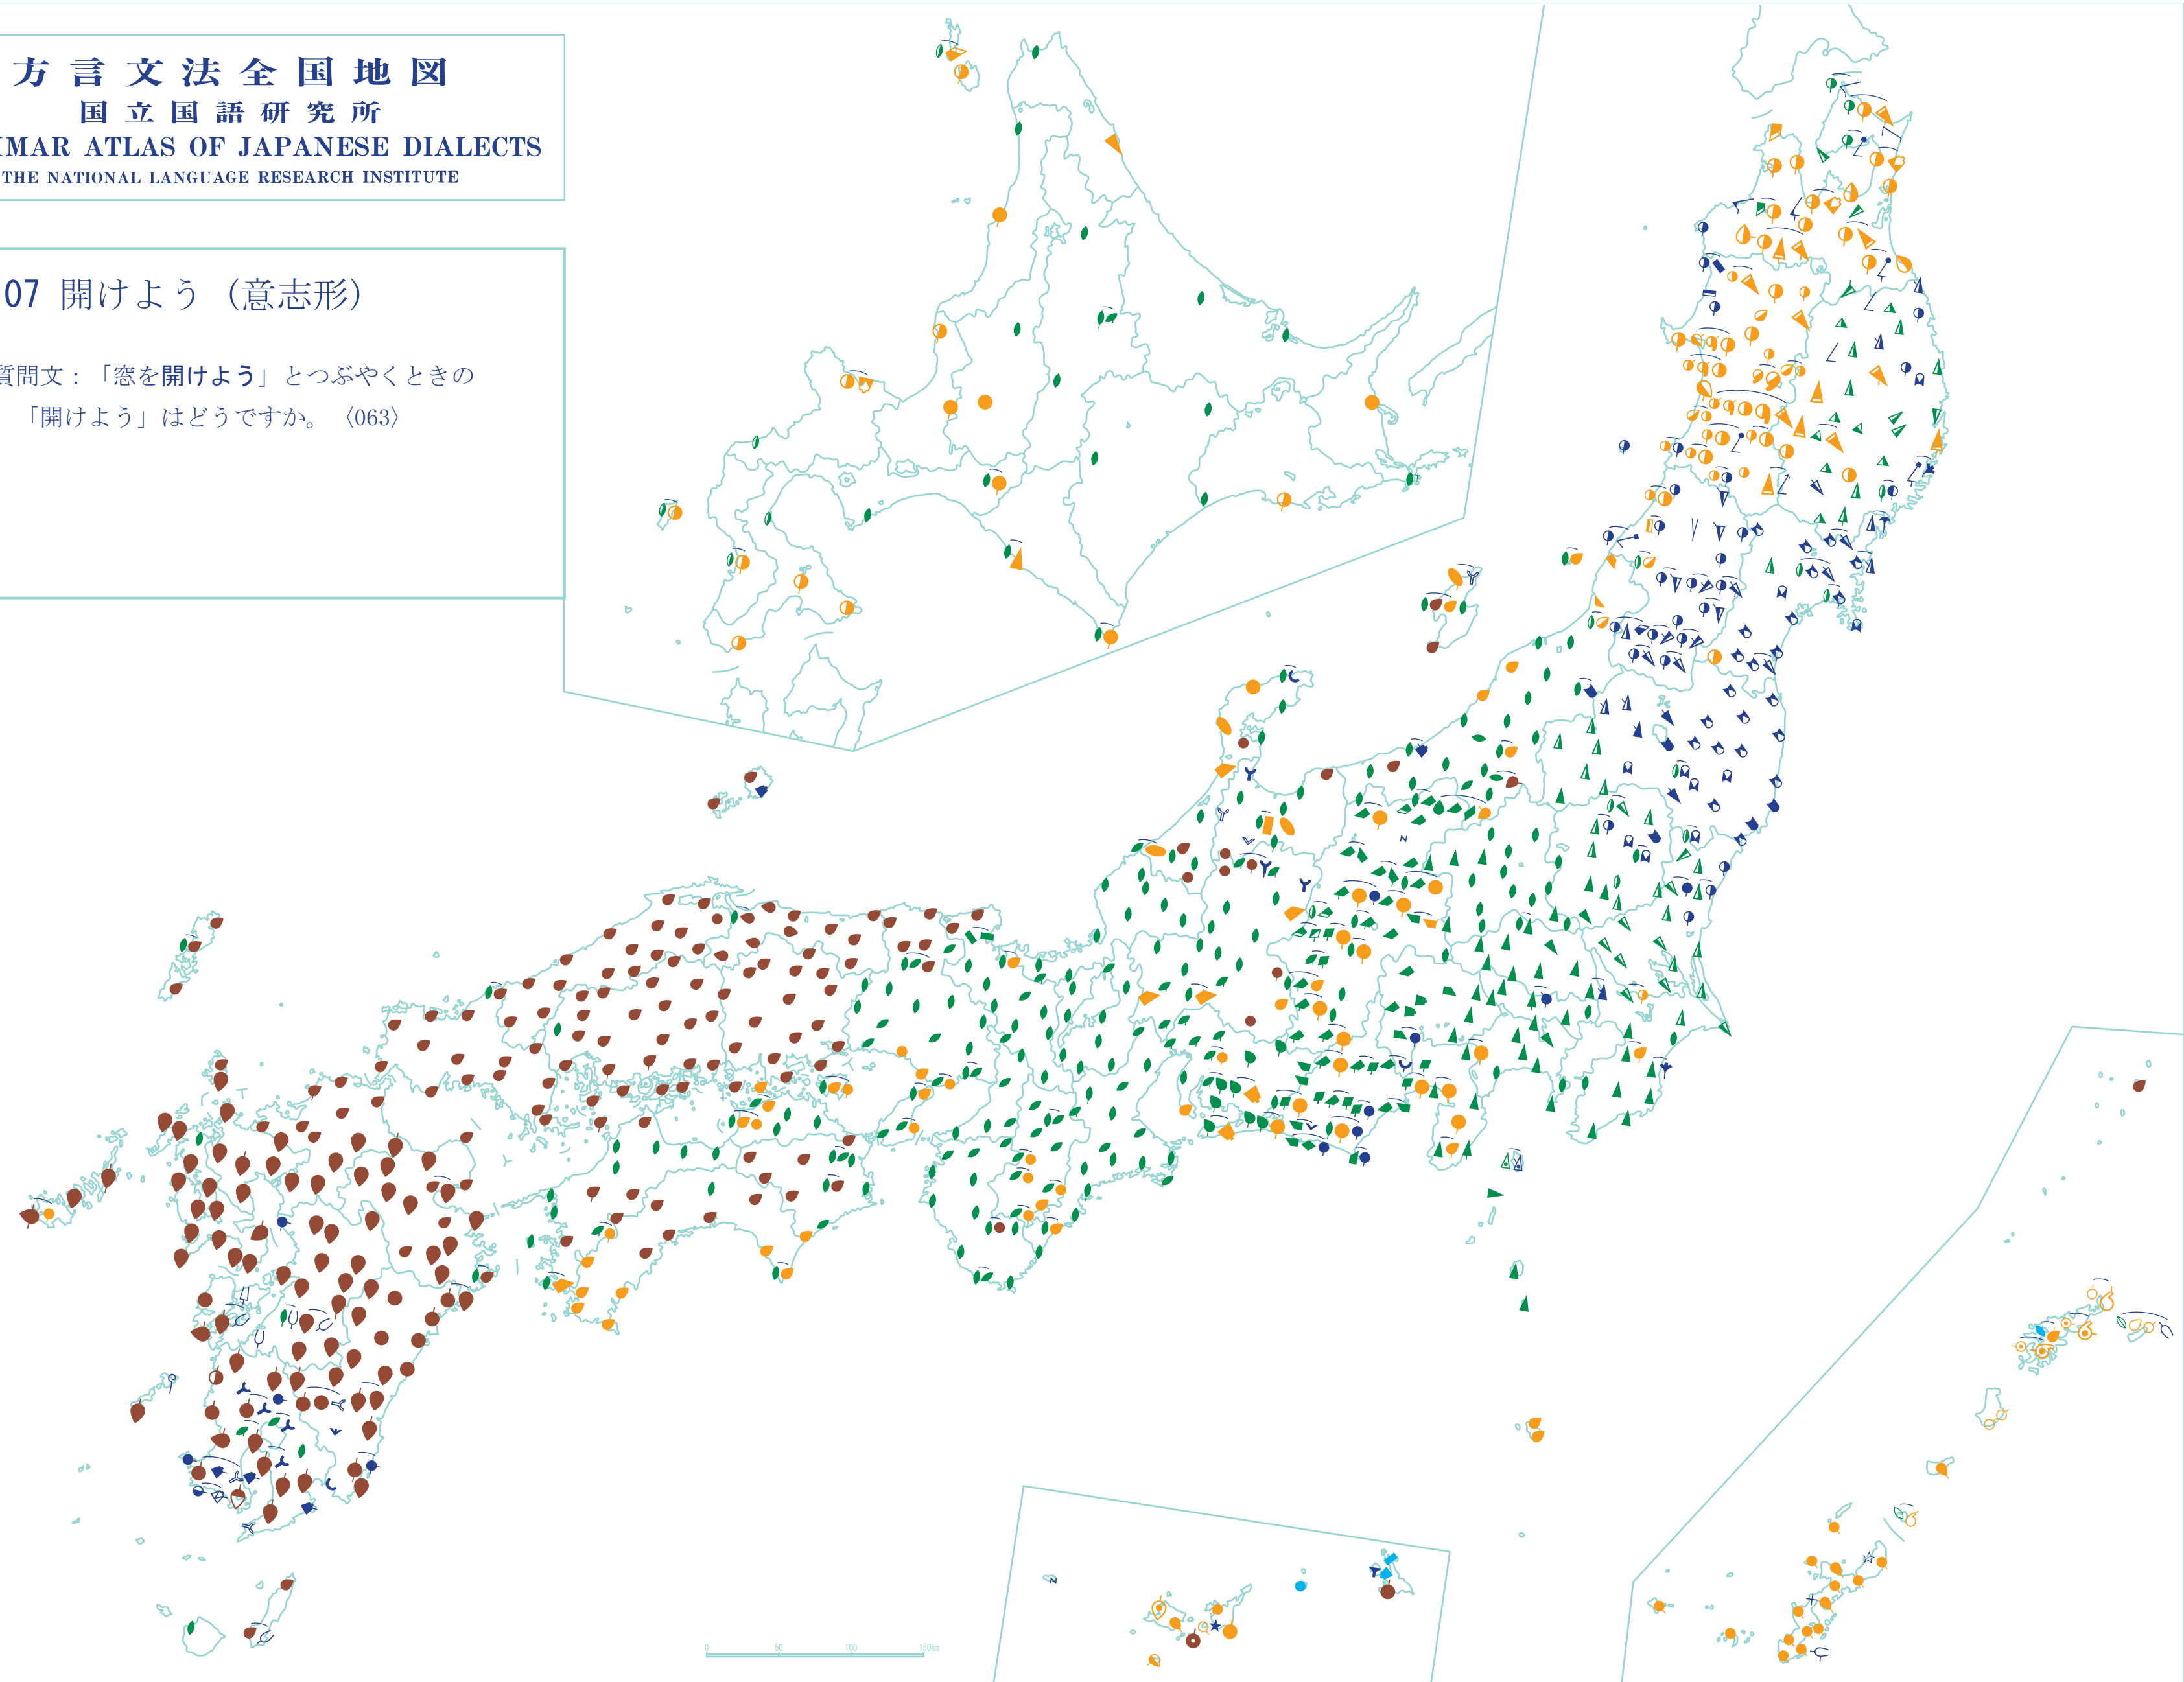 方言文法全国地図
国立国語研究所
MAR ATLAS OF JAPANESE DIALECTS
THE NATIONAL LANGUAGE RESEARCH INSTITUTE
07 開けよう（意志形）
質問文：「窓を開けよう」とつぶやくときの
「開けよう」はどうですか。〈063〉
0 50 100 150km